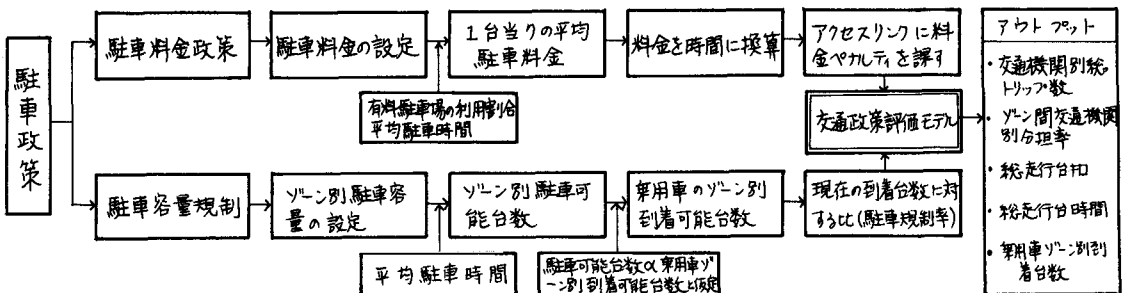 駐車政策
駐車料金政策
駐車料金の設定
1台当りの平均
駐車料金
料金を時間に換算
アクセスリンクに料
金ペナルティを課す
有料駐車場の利用割合
平均駐車時間
交通政策評価モデル
駐車容量規制
ゾーン別駐車容
量の設定
ゾーン別駐車可
能台数
乗用車のゾーン別
到着可能台数
現在の到着台数に対
する比(駐車規制率)
平均駐車時間
駐車可能台数α乗用車ゾ
ーン別到着可能台数と仮定
アウトプット
・交通機関別総
トリップ数
・ゾーン間交通機関
別分担率
・総走行台キロ
・総走行台時間
・乗用車ゾーン別到
着台数